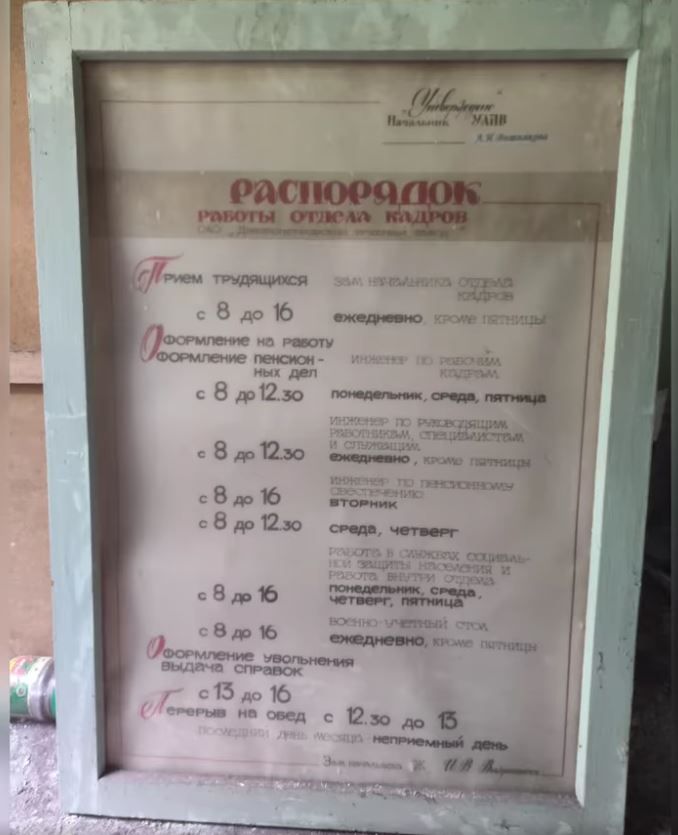 „Утверждаю“
Начальник УАПВ
РАСПОРЯДОК
РАБОТЫ ОТДЕЛА КАДРОВ
ОАО
Прием трудящихся зам начальника отдела
кадров
с 8 до 16 ежедневно, кроме пятницы
Оформление на работу
Оформление пенсион- инженер по рабочим
ных дел кадрам
с 8 до 12.30 понедельник, среда, пятница
инженер по руководящим
работникам, специалистам
и служащим
с 8 до 12.30 ежедневно, кроме пятницы
инженер по пенсионному
обеспечению
с 8 до 16 вторник
с 8 до 12.30 среда, четверг
работа в службах социаль-
ной защиты населения и
работа внутри отдела
с 8 до 16 понедельник, среда,
четверг, пятница
военно-учетный стол
с 8 до 16 ежедневно, кроме пятницы
Оформление увольнения
выдача справок
с 13 до 16
Перерыв на обед с 12.30 до 13
последний день месяца неприемный день
Зам начальника И В